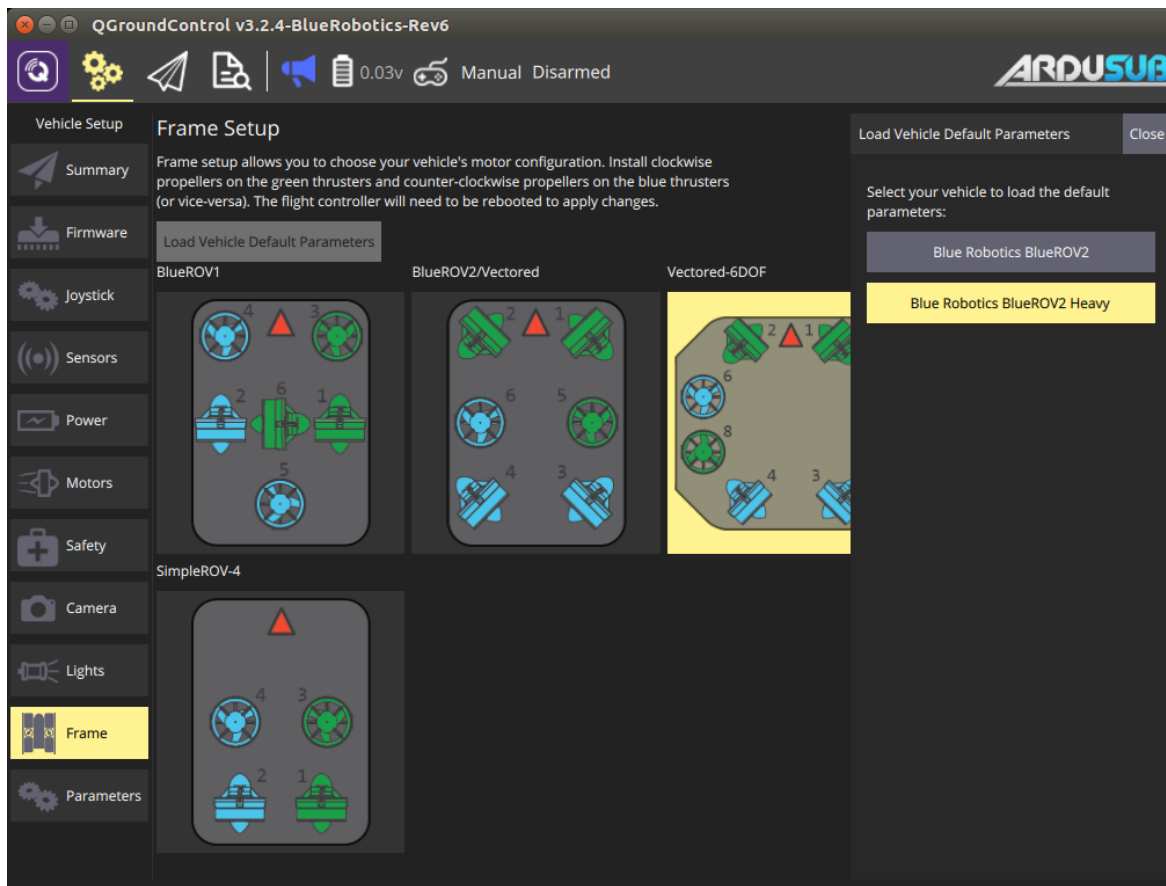 QGroundControl v3.2.4-BlueRobotics-Rev6
0.03v
Manual Disarmed
ARDUSUB
Vehicle Setup
Summary
Firmware
Joystick
Sensors
Power
Motors
Safety
Camera
Lights
Frame
Parameters
Frame Setup
Frame setup allows you to choose your vehicle's motor configuration. Install clockwise
propellers on the green thrusters and counter-clockwise propellers on the blue thrusters
(or vice-versa). The flight controller will need to be rebooted to apply changes.
Load Vehicle Default Parameters
BlueROV1
4 3
2 6 1
5
BlueROV2/Vectored
2 1
6 5
4 3
Vectored-6DOF
2 1
6
8
4 3
SimpleROV-4
4 3
2 1
Load Vehicle Default Parameters
Close
Select your vehicle to load the default
parameters:
Blue Robotics BlueROV2
Blue Robotics BlueROV2 Heavy